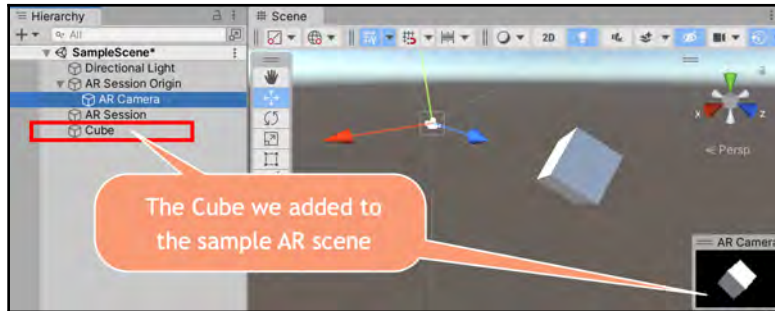 Hierarchy
All
SampleScene*
Directional Light
AR Session Origin
AR Camera
AR Session
Cube
Scene
2D
x
z
Persp
The Cube we added to
the sample AR scene
AR Camera